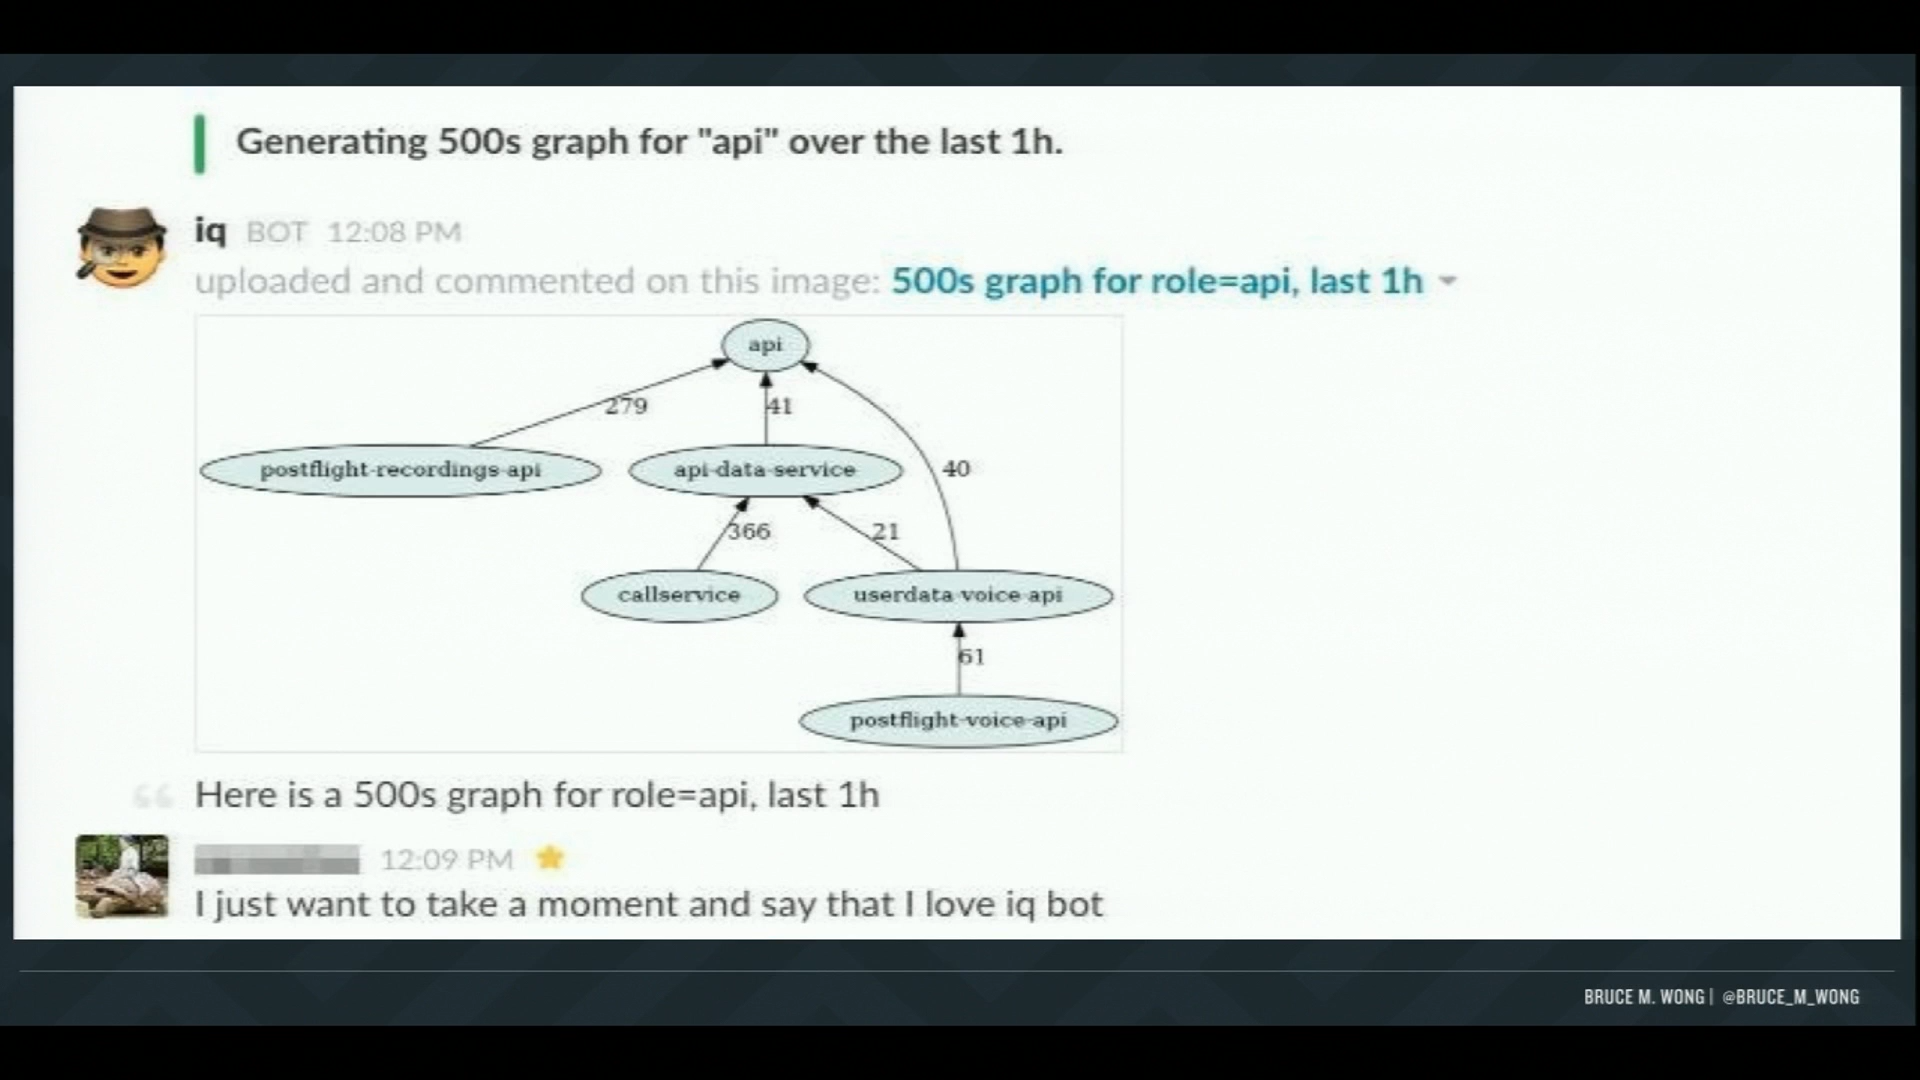 Generating 500s graph for "api" over the last 1h.
iq BOT 12:08 PM
uploaded and commented on this image: 500s graph for role=api, last 1h
api
279
41
postflight-recordings-api
api-data-service
40
366
21
callservice
userdata-voice-api
61
postflight-voice-api
Here is a 500s graph for role=api, last 1h
12:09 PM
I just want to take a moment and say that I love iq bot
BRUCE M. WONG | @BRUCE_M_WONG